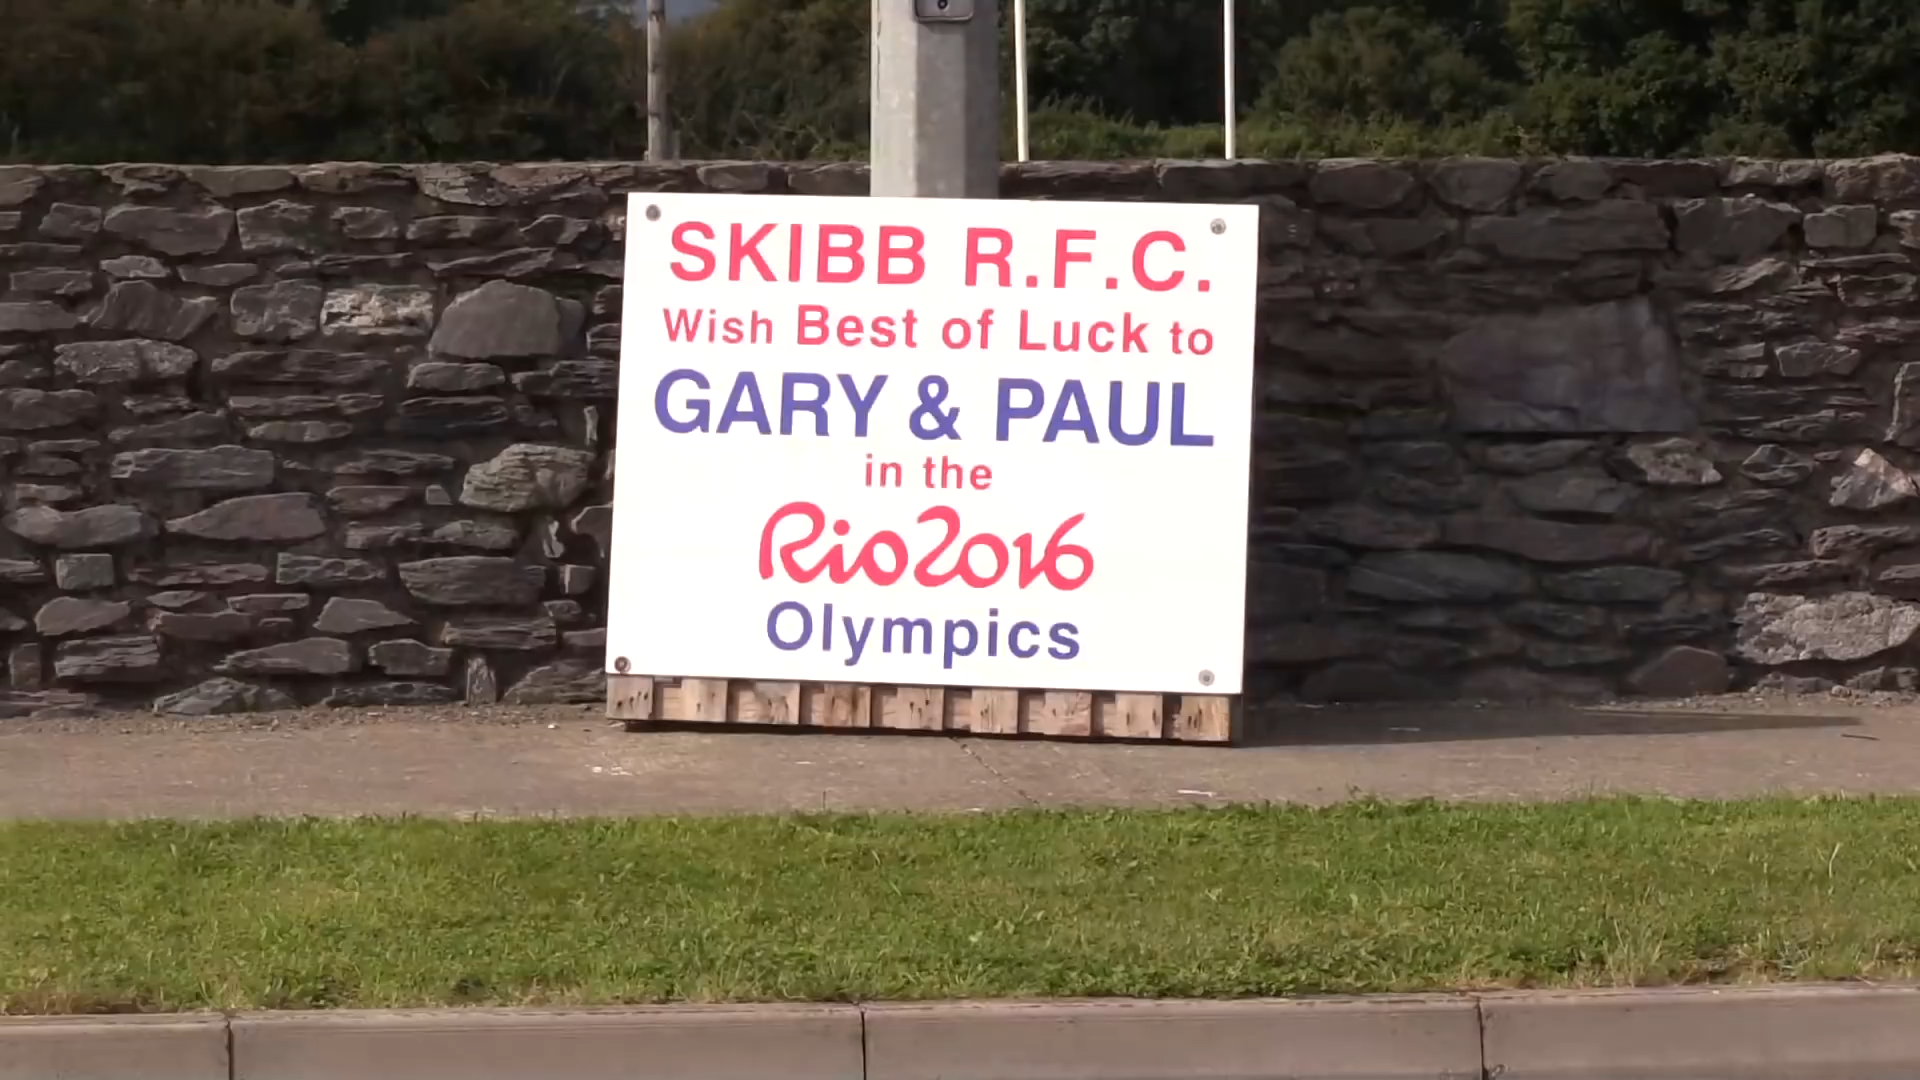 SKIBB R.F.C.
Wish Best of Luck to
GARY & PAUL
in the
Rio2016
Olympics